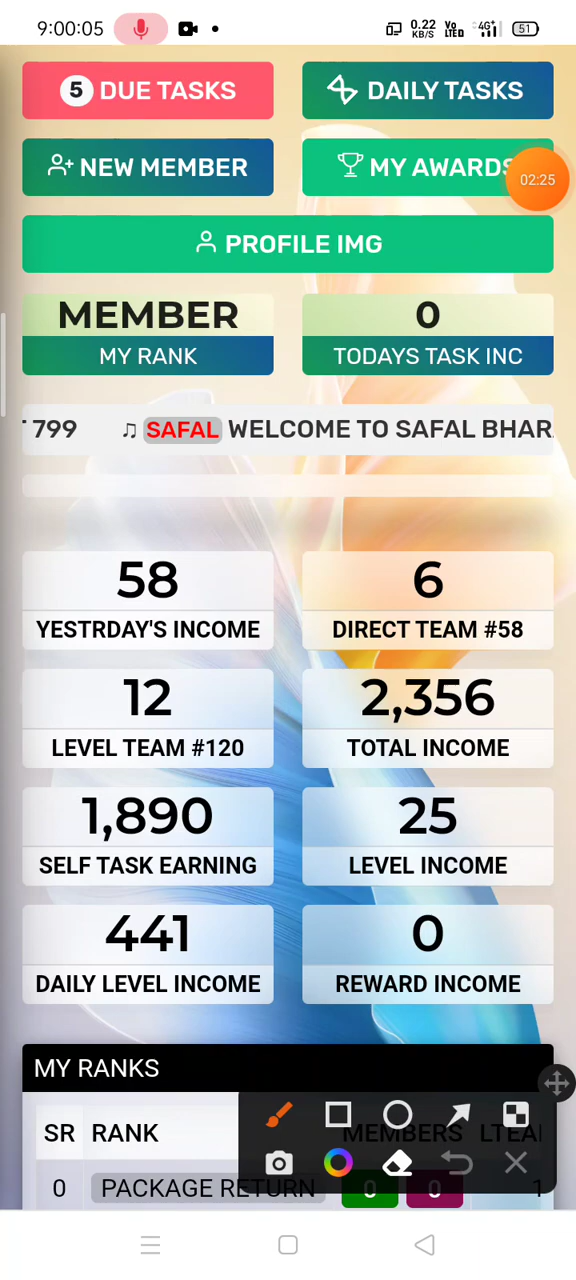 9:00:05 0.22 KB/S Vo LTED 4G+ 51
5 DUE TASKS DAILY TASKS
NEW MEMBER MY AWARDS
02:25
PROFILE IMG
MEMBER 0
MY RANK TODAYS TASK INC
799 ♫ SAFAL WELCOME TO SAFAL BHAR
58 6
YESTRDAY'S INCOME DIRECT TEAM #58
12 2,356
LEVEL TEAM #120 TOTAL INCOME
1,890 25
SELF TASK EARNING LEVEL INCOME
441 0
DAILY LEVEL INCOME REWARD INCOME
MY RANKS
SR RANK MEMBERS LTEA
0 PACKAGE RETURN 0 0 1